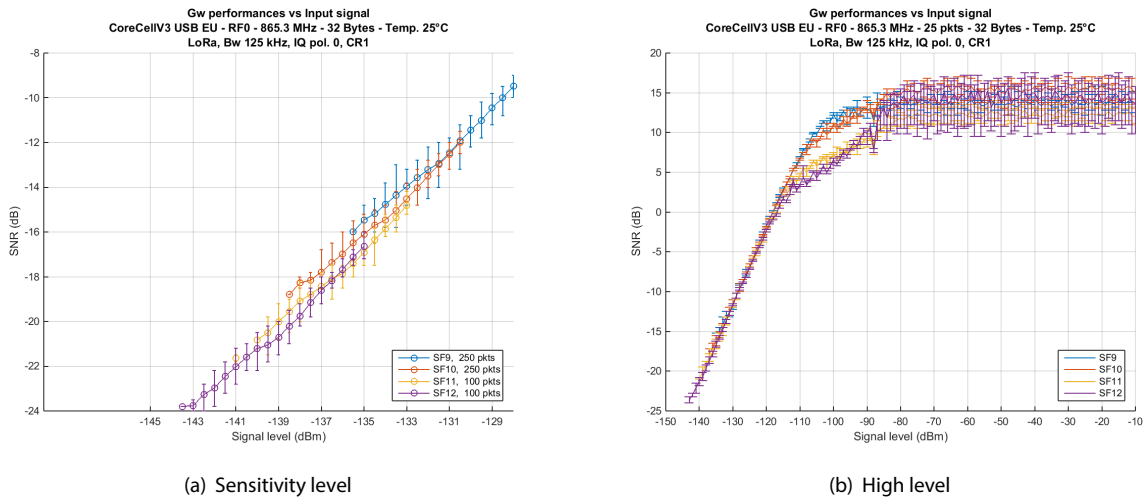 Gw performances vs Input signal
CoreCellV3 USB EU - RF0 - 865.3 MHz - 32 Bytes - Temp. 25°C
LoRa, Bw 125 kHz, IQ pol. 0, CR1
-8
-10
-12
-14
-16
-18
-20
-22
-24
SNR (dB)
-145
-143
-141
-139
-137
-135
-133
-131
-129
Signal level (dBm)
SF9, 250 pkts
SF10, 250 pkts
SF11, 100 pkts
SF12, 100 pkts
(a) Sensitivity level
Gw performances vs Input signal
CoreCellV3 USB EU - RF0 - 865.3 MHz - 25 pkts - 32 Bytes - Temp. 25°C
LoRa, Bw 125 kHz, IQ pol. 0, CR1
20
15
10
5
0
-5
-10
-15
-20
-25
SNR (dB)
-150
-140
-130
-120
-110
-100
-90
-80
-70
-60
-50
-40
-30
-20
-10
Signal level (dBm)
SF9
SF10
SF11
SF12
(b) High level